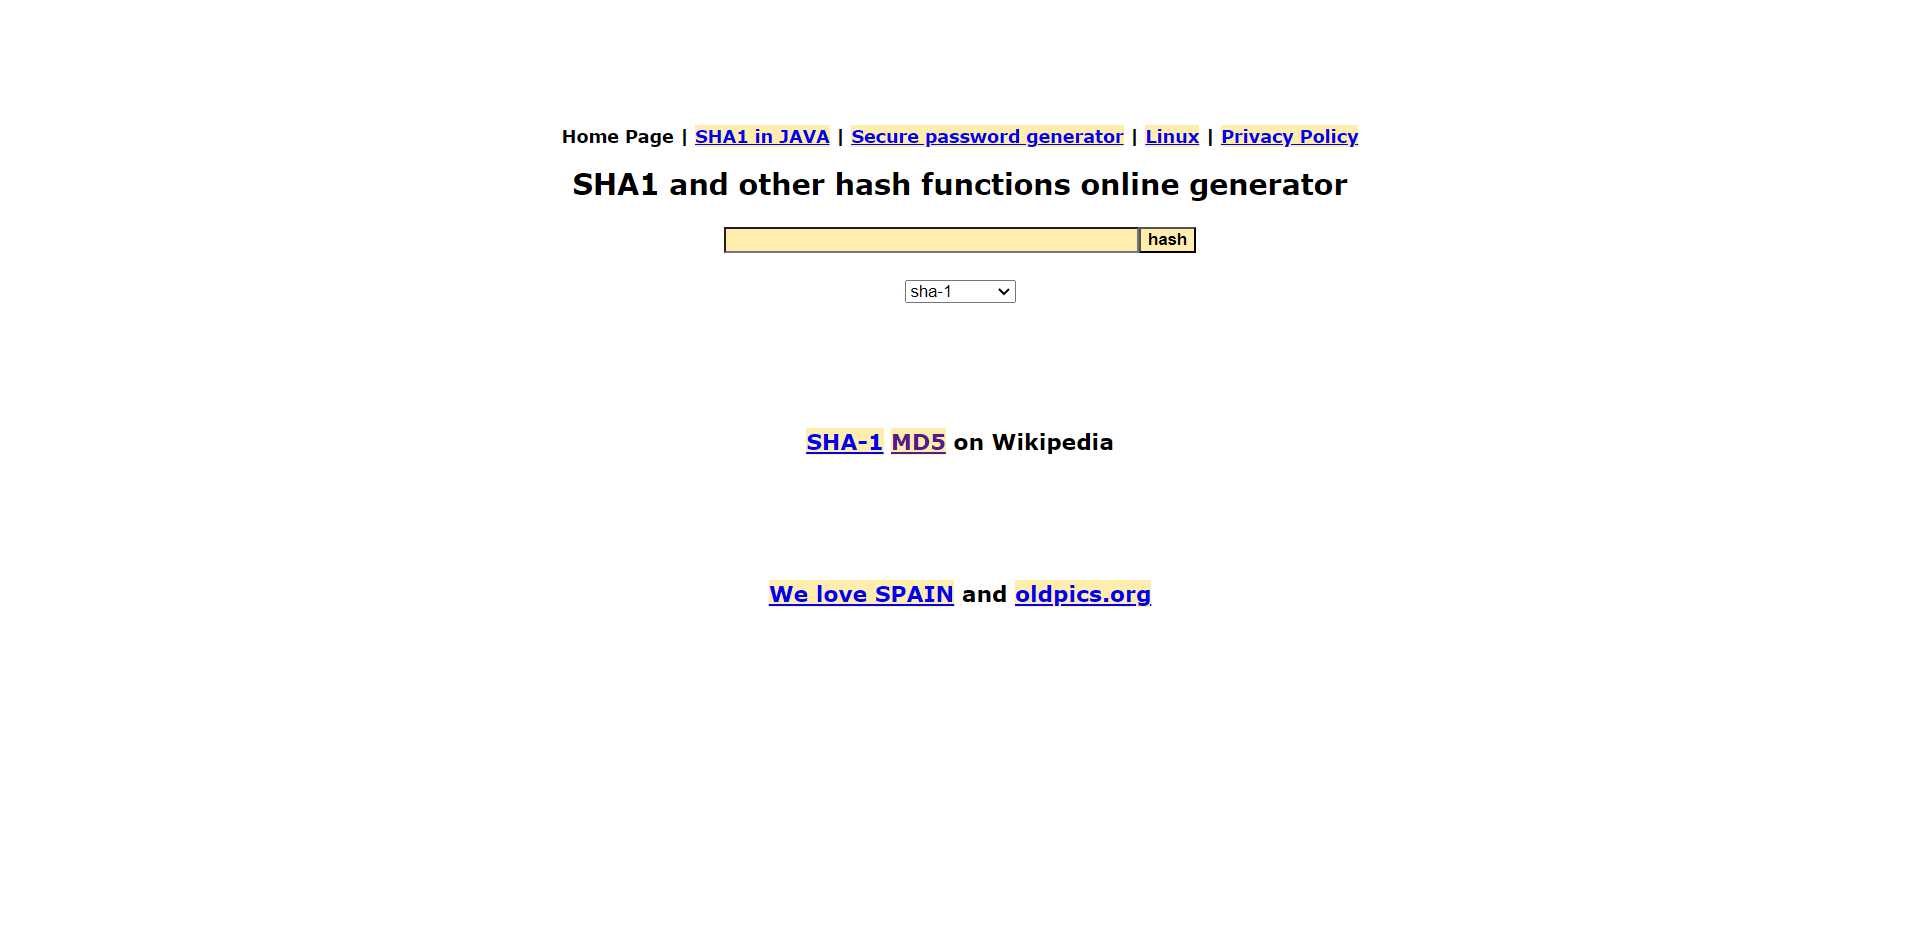 Home Page | SHA1 in JAVA | Secure password generator | Linux | Privacy Policy
SHA1 and other hash functions online generator
hash
sha-1
SHA-1 MD5 on Wikipedia
We love SPAIN and oldpics.org